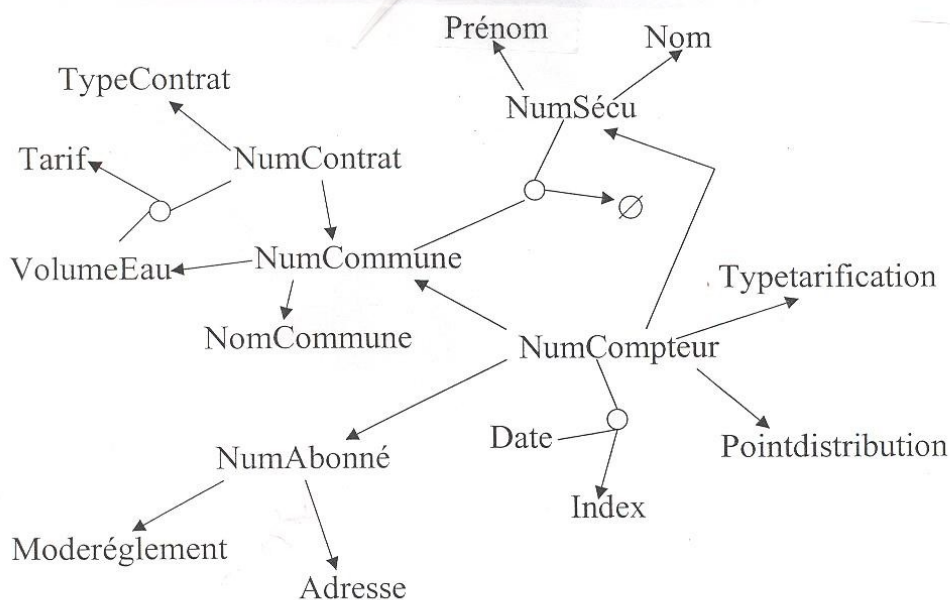 Prénom
Nom
TypeContrat
NumSécu
Tarif
NumContrat
∅
VolumeEau
NumCommune
Typetarification
NomCommune
NumCompteur
Date
Pointdistribution
NumAbonné
Index
Moderéglement
Adresse